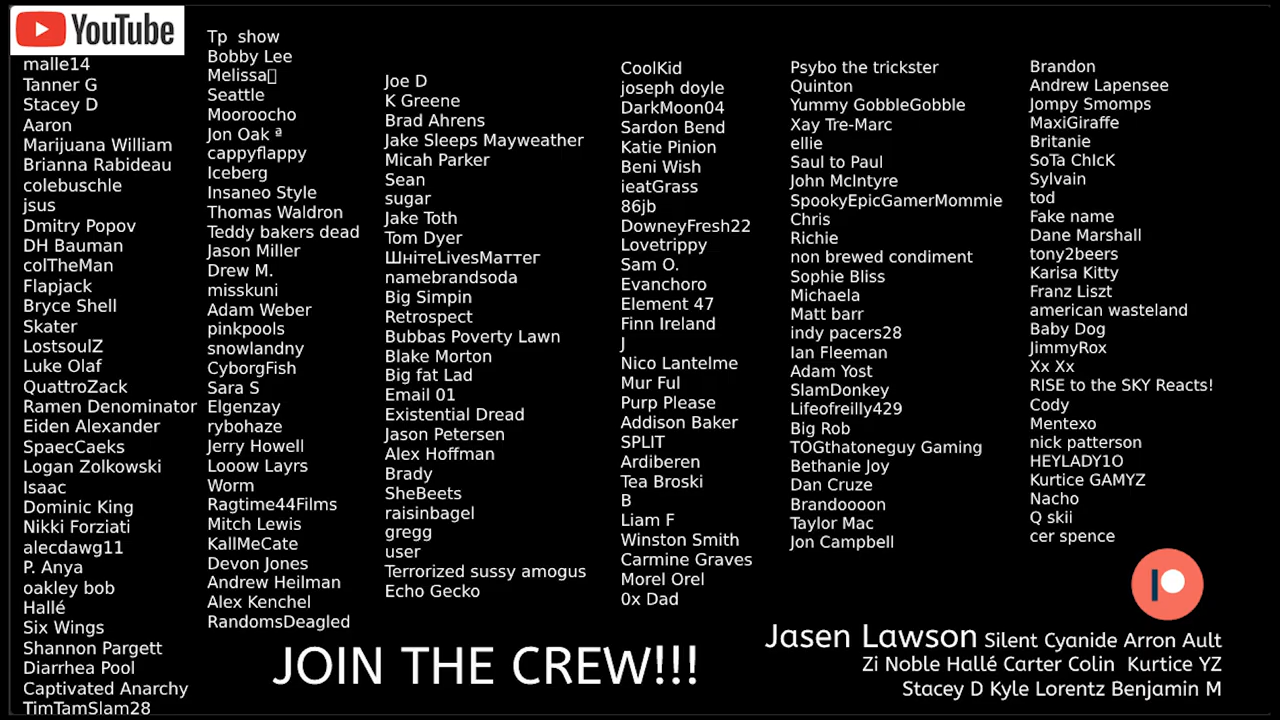 YouTube
malle14
Tanner G
Stacey D
Aaron
Marijuana William
Brianna Rabideau
colebuschle
jsus
Dmitry Popov
DH Bauman
colTheMan
Flapjack
Bryce Shell
Skater
LostsoulZ
Luke Olaf
QuattroZack
Ramen Denominator
Eiden Alexander
SpaecCaeks
Logan Zolkowski
Isaac
Dominic King
Nikki Forziati
alecdawg11
P. Anya
oakley bob
Hallé
Six Wings
Shannon Pargett
Diarrhea Pool
Captivated Anarchy
TimTamSlam28
Tp  show
Bobby Lee
Melissa
Seattle
Mooroocho
Jon Oak ª
cappyflappy
Iceberg
Insaneo Style
Thomas Waldron
Teddy bakers dead
Jason Miller
Drew M.
misskuni
Adam Weber
pinkpools
snowlandny
CyborgFish
Sara S
Elgenzay
rybohaze
Jerry Howell
Looow Layrs
Worm
Ragtime44Films
Mitch Lewis
KallMeCate
Devon Jones
Andrew Heilman
Alex Kenchel
RandomsDeagled
Joe D
K Greene
Brad Ahrens
Jake Sleeps Mayweather
Micah Parker
Sean
sugar
Jake Toth
Tom Dyer
ШнiтeLivesMaттeг
namebrandsoda
Big Simpin
Retrospect
Bubbas Poverty Lawn
Blake Morton
Big fat Lad
Email 01
Existential Dread
Jason Petersen
Alex Hoffman
Brady
SheBeets
raisinbagel
gregg
user
Terrorized sussy amogus
Echo Gecko
CoolKid
joseph doyle
DarkMoon04
Sardon Bend
Katie Pinion
Beni Wish
ieatGrass
86jb
DowneyFresh22
Lovetrippy
Sam O.
Evanchoro
Element 47
Finn Ireland
J
Nico Lantelme
Mur Ful
Purp Please
Addison Baker
SPLIT
Ardiberen
Tea Broski
B
Liam F
Winston Smith
Carmine Graves
Morel Orel
0x Dad
Psybo the trickster
Quinton
Yummy GobbleGobble
Xay Tre-Marc
ellie
Saul to Paul
John McIntyre
SpookyEpicGamerMommie
Chris
Richie
non brewed condiment
Sophie Bliss
Michaela
Matt barr
indy pacers28
Ian Fleeman
Adam Yost
SlamDonkey
Lifeofreilly429
Big Rob
TOGthatoneguy Gaming
Bethanie Joy
Dan Cruze
Brandoooon
Taylor Mac
Jon Campbell
Brandon
Andrew Lapensee
Jompy Smomps
MaxiGiraffe
Britanie
SoTa ChIcK
Sylvain
tod
Fake name
Dane Marshall
tony2beers
Karisa Kitty
Franz Liszt
american wasteland
Baby Dog
JimmyRox
Xx Xx
RISE to the SKY Reacts!
Cody
Mentexo
nick patterson
HEYLADY1O
Kurtice GAMYZ
Nacho
Q skii
cer spence
JOIN THE CREW!!!
Jasen Lawson Silent Cyanide Arron Ault
Zi Noble Hallé Carter Colin  Kurtice YZ
Stacey D Kyle Lorentz Benjamin M